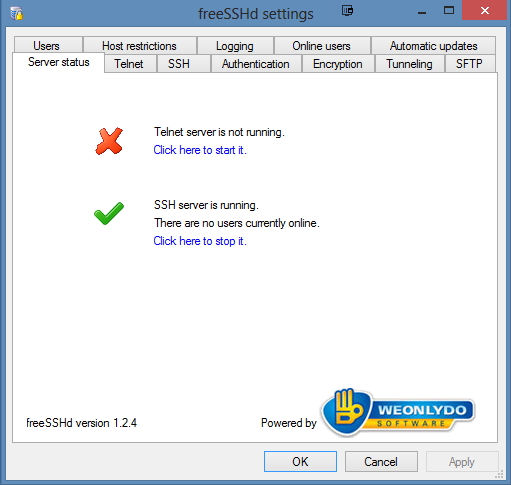 freeSSHd settings
Users Host restrictions Logging Online users Automatic updates
Server status Telnet SSH Authentication Encryption Tunneling SFTP
Telnet server is not running.
Click here to start it.
SSH server is running.
There are no users currently online.
Click here to stop it.
freeSSHd version 1.2.4 Powered by WEONLYDO
SOFTWARE
OK Cancel Apply